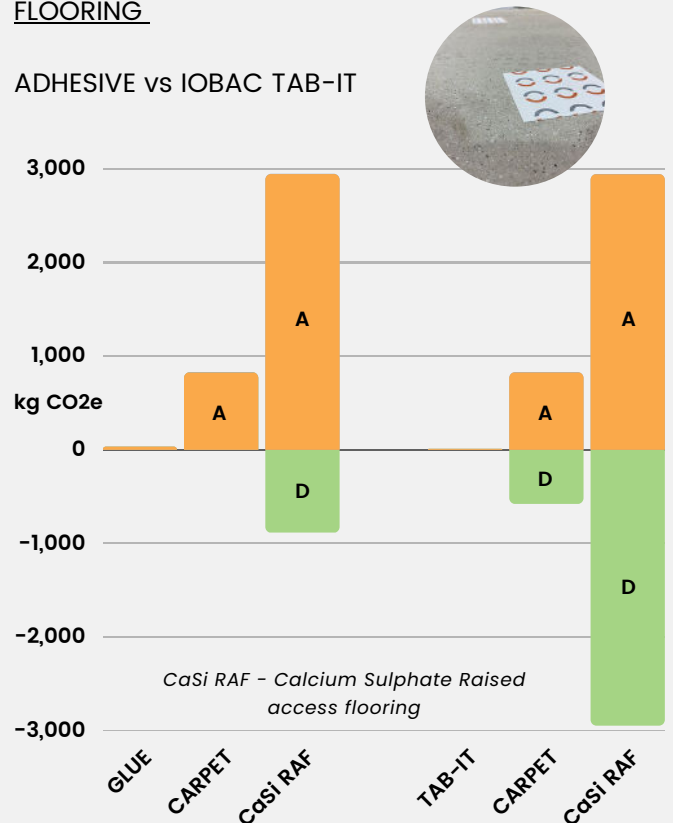 FLOORING
ADHESIVE vs IOBAC TAB-IT
3,000
2,000
1,000
kg CO2e
0
-1,000
-2,000
-3,000
A
A
D
A
D
A
D
CaSi RAF - Calcium Sulphate Raised
access flooring
GLUE
CARPET
CaSi RAF
TAB-IT
CARPET
CaSi RAF